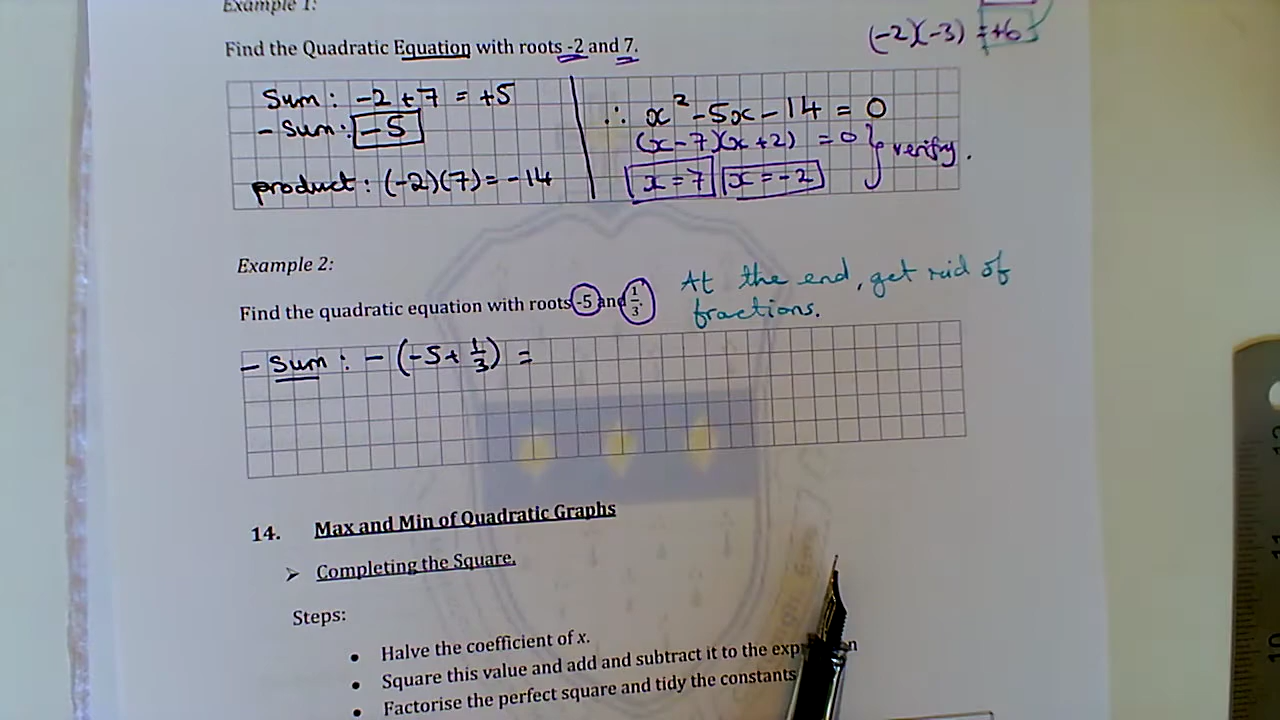 Example 1:
(-2)(-3) = +6
Find the Quadratic Equation with roots -2 and 7.
Sum: -2 + 7 = +5
- Sum: -5
product: (-2)(7) = -14
∴ x² - 5x - 14 = 0
(x - 7)(x + 2) = 0
x = 7 x = -2
verify.
Example 2:
Find the quadratic equation with roots -5 and 1/3.
At the end, get rid of
fractions.
- Sum: - (-5 + 1/3) =
14. Max and Min of Quadratic Graphs
➢ Completing the Square.
Steps:
• Halve the coefficient of x.
• Square this value and add and subtract it to the exp
• Factorise the perfect square and tidy the constants